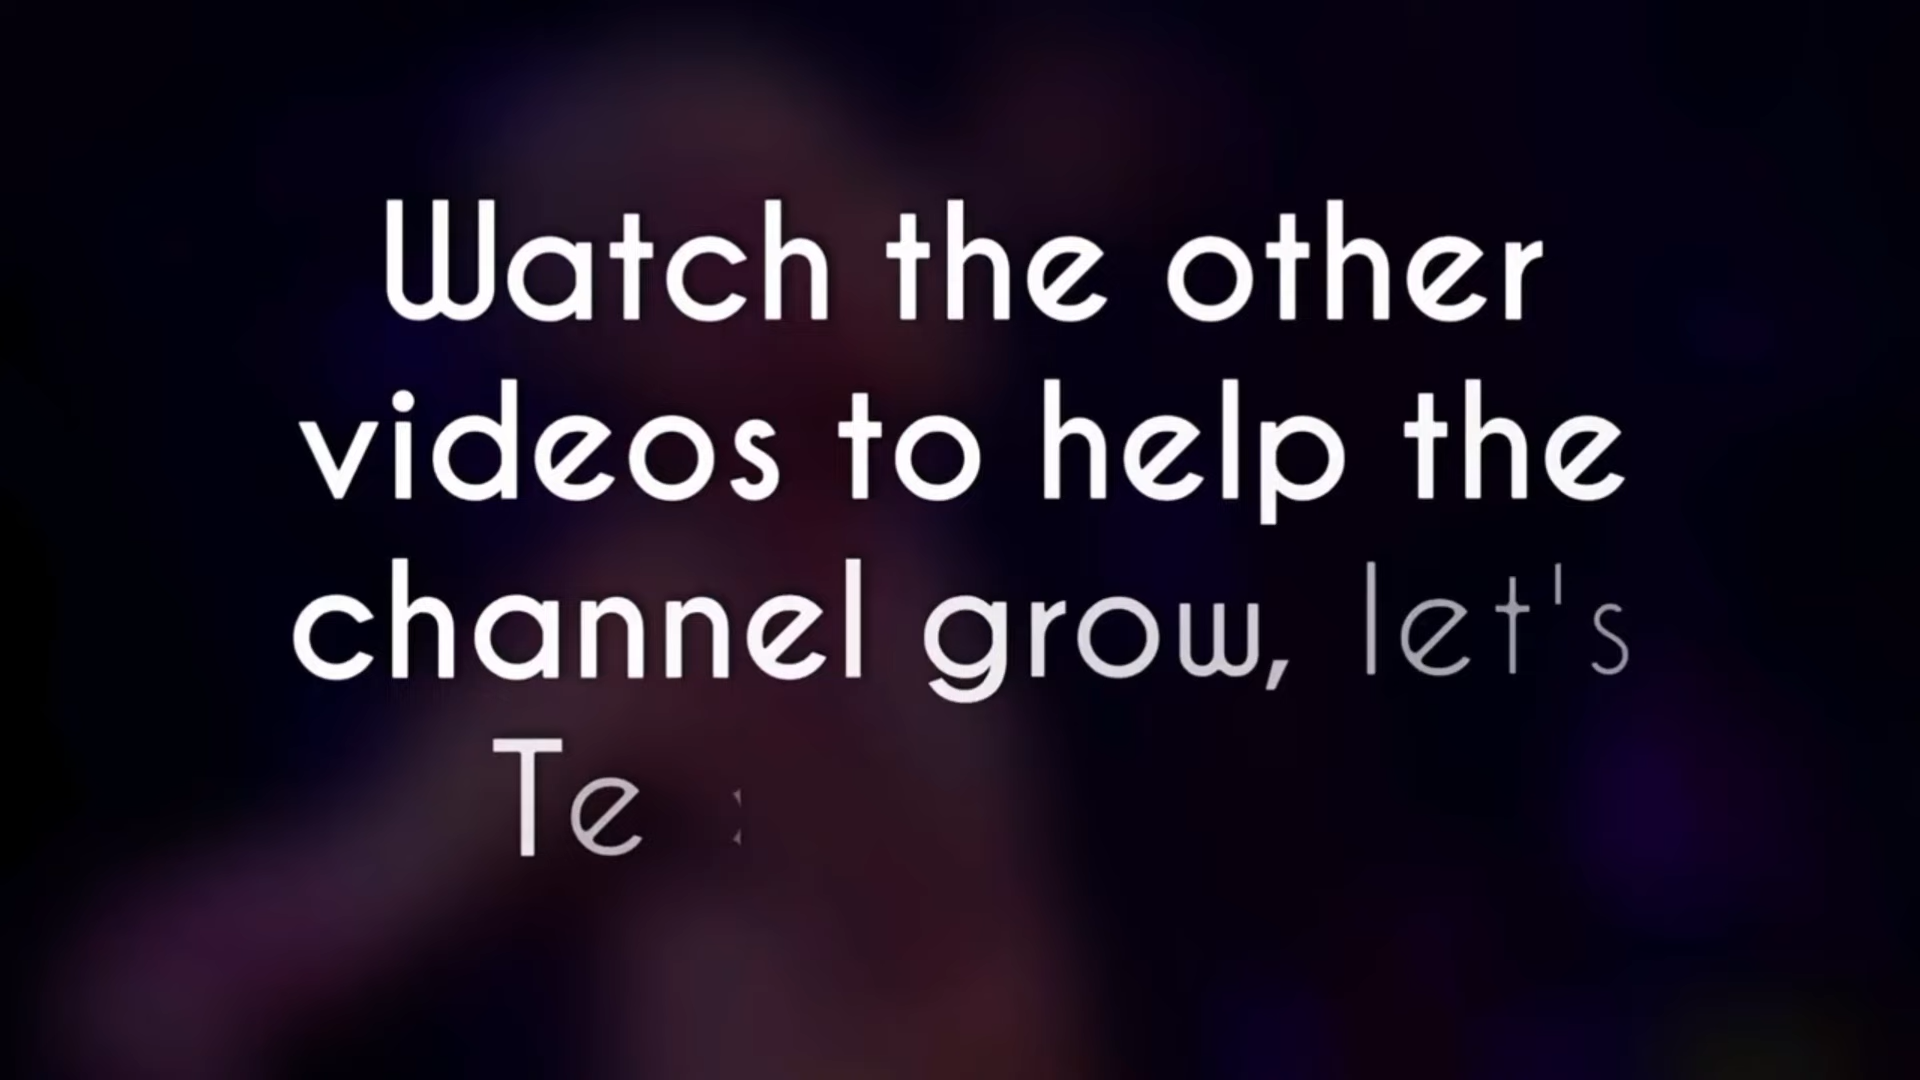 Watch the other
videos to help the
channel grow, let's
Te